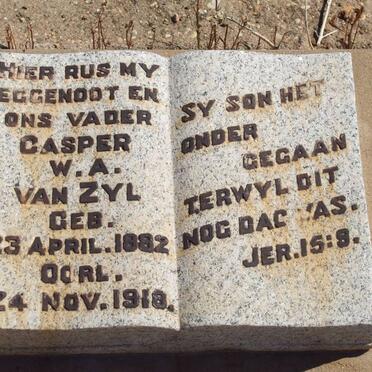 HIER RUS MY
EGGENOOT EN
ONS VADER
CASPER
W.A.
VAN ZYL
GEB.
23 APRIL. 1882
OORL.
24 NOV. 1918.
SY SON HET
ONDER
GEGAAN
TERWYL DIT
NOG DAG WAS.
JER. 15:9.